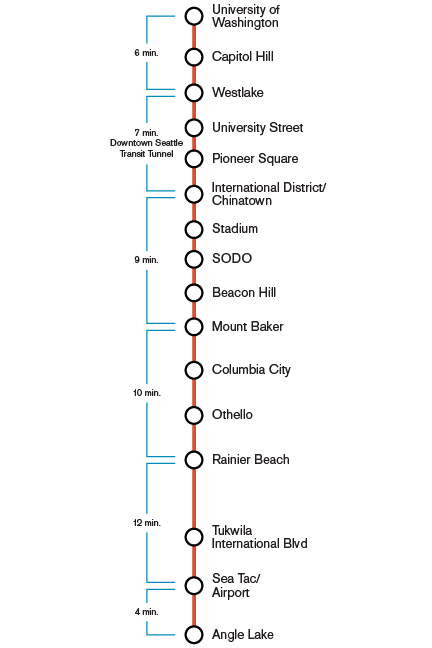 University of
Washington
6 min.
Capitol Hill
Westlake
University Street
7 min.
Downtown Seattle
Transit Tunnel
Pioneer Square
International District/
Chinatown
Stadium
9 min.
SODO
Beacon Hill
Mount Baker
Columbia City
10 min.
Othello
Rainier Beach
12 min.
Tukwila
International Blvd
Sea Tac/
Airport
4 min.
Angle Lake